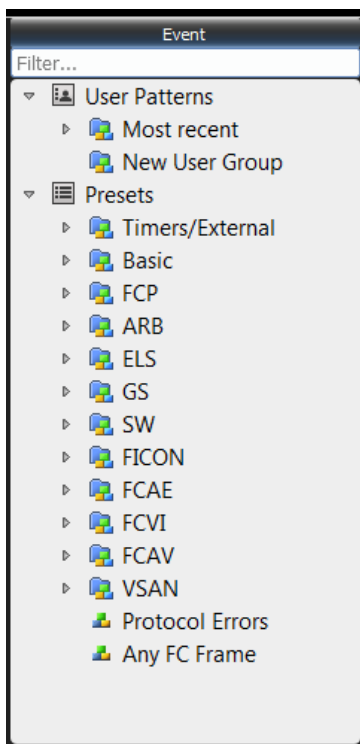 Event
Filter...
User Patterns
Most recent
New User Group
Presets
Timers/External
Basic
FCP
ARB
ELS
GS
SW
FICON
FCAE
FCVI
FCAV
VSAN
Protocol Errors
Any FC Frame